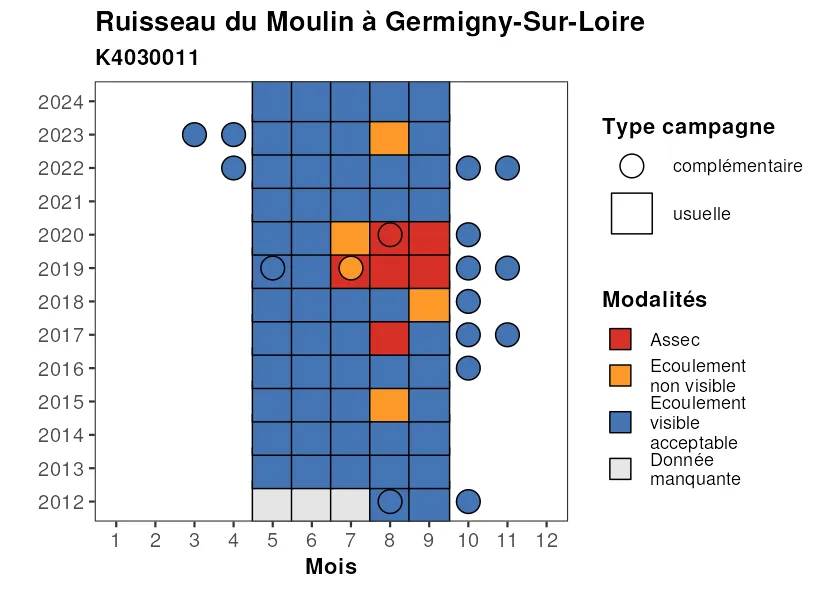 Ruisseau du Moulin à Germigny-Sur-Loire
K4030011
2024
2023
2022
2021
2020
2019
2018
2017
2016
2015
2014
2013
2012
1 2 3 4 5 6 7 8 9 10 11 12
Mois
Type campagne
complémentaire
usuelle
Modalités
Assec
Ecoulement
non visible
Ecoulement
visible
acceptable
Donnée
manquante